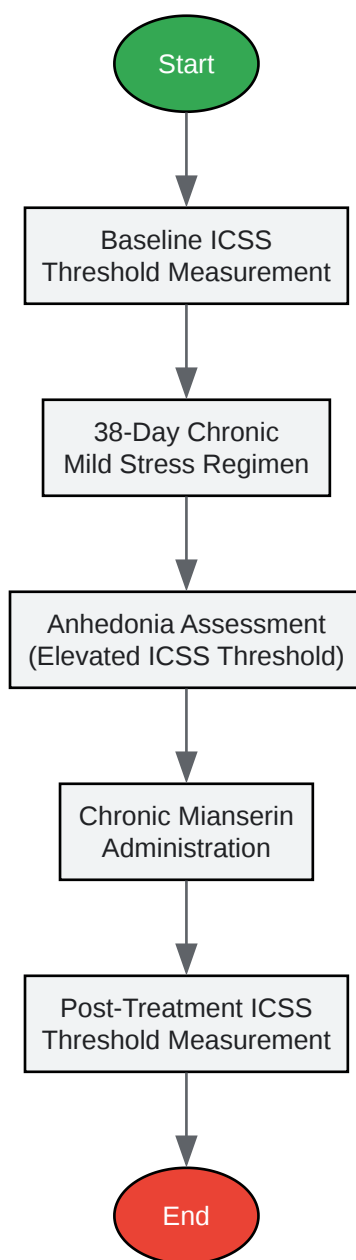 Start
Baseline ICSS
Threshold Measurement
38-Day Chronic
Mild Stress Regimen
Anhedonia Assessment
(Elevated ICSS Threshold)
Chronic Mianserin
Administration
Post-Treatment ICSS
Threshold Measurement
End